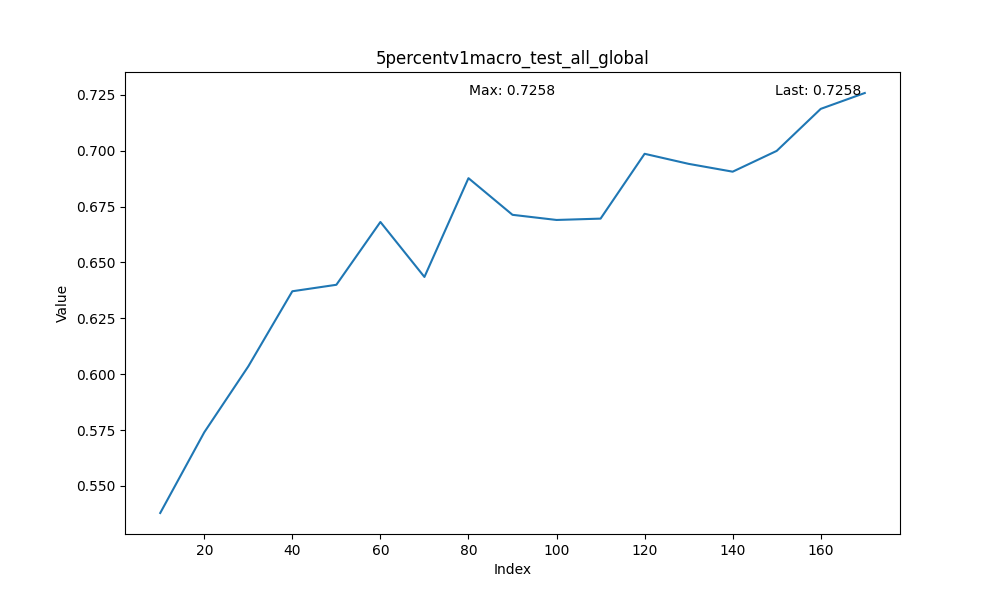 5percentv1macro_test_all_global
Max: 0.7258
Last: 0.7258
0.725
0.700
0.675
0.650
0.625
0.600
0.575
0.550
Value
20 40 60 80 100 120 140 160
Index